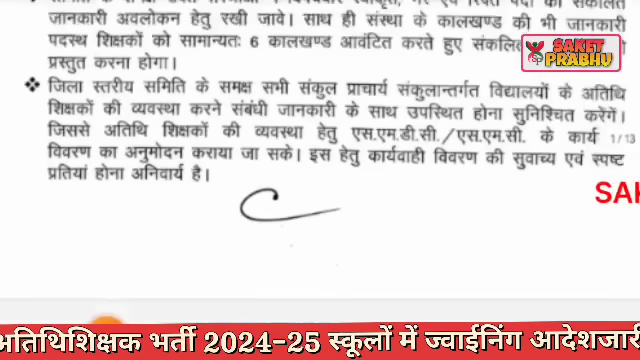 जानकारी अवलोकन हेतु रखी जावे। साथ ही संस्था के कालखण्ड की भी जानकारी
पदस्थ शिक्षकों को सामान्यतः 6 कालखण्ड आवंटित करते हुए संकलित
प्रस्तुत करना होगा।
SAKET
PRABHU
SP
❖ जिला स्तरीय समिति के समक्ष सभी संकुल प्राचार्य संकुलान्तर्गत विद्यालयों के अतिथि
शिक्षकों की व्यवस्था करने संबंधी जानकारी के साथ उपस्थित होना सुनिश्चित करेंगे।
जिससे अतिथि शिक्षकों की व्यवस्था हेतु एस.एम.डी.सी./एस.एम.सी. के कार्य
1/13
विवरण का अनुमोदन कराया जा सके। इस हेतु कार्यवाही विवरण की सुवाच्य एवं स्पष्ट
प्रतियां होना अनिवार्य है।
SAK
अतिथिशिक्षक भर्ती 2024-25 स्कूलों में ज्वाईनिंग आदेशजारी